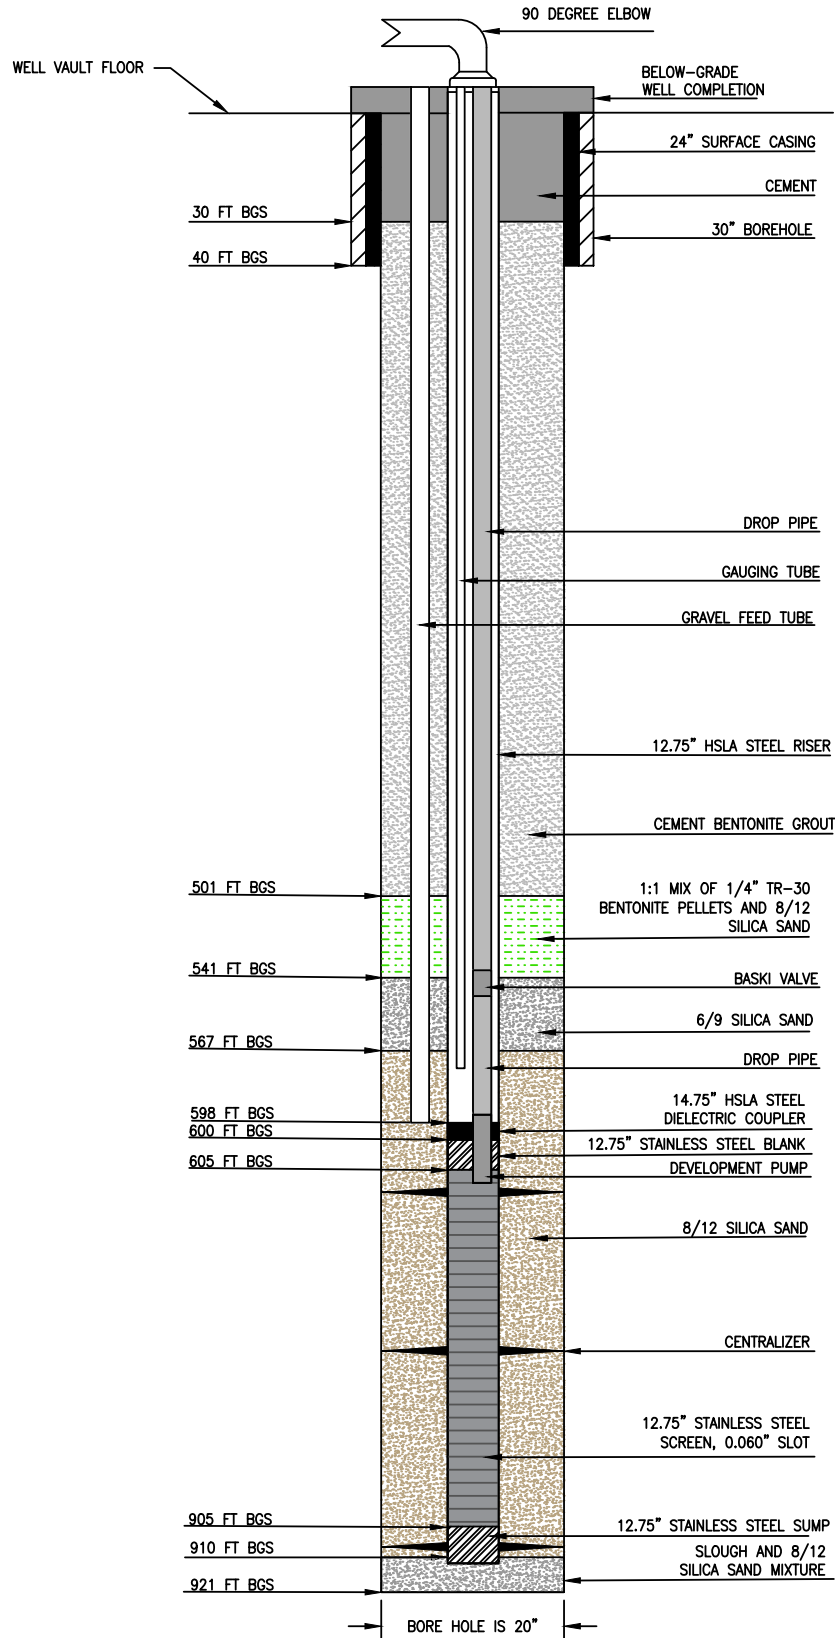 90 DEGREE ELBOW
WELL VAULT FLOOR
BELOW-GRADE
WELL COMPLETION
24" SURFACE CASING
CEMENT
30 FT BGS
30" BOREHOLE
40 FT BGS
DROP PIPE
GAUGING TUBE
GRAVEL FEED TUBE
12.75" HSLA STEEL RISER
CEMENT BENTONITE GROUT
501 FT BGS
1:1 MIX OF 1/4" TR-30
BENTONITE PELLETS AND 8/12
SILICA SAND
541 FT BGS
BASKI VALVE
6/9 SILICA SAND
567 FT BGS
DROP PIPE
14.75" HSLA STEEL
DIELECTRIC COUPLER
598 FT BGS
600 FT BGS
12.75" STAINLESS STEEL BLANK
605 FT BGS
DEVELOPMENT PUMP
8/12 SILICA SAND
CENTRALIZER
12.75" STAINLESS STEEL
SCREEN, 0.060" SLOT
905 FT BGS
12.75" STAINLESS STEEL SUMP
910 FT BGS
SLOUGH AND 8/12
SILICA SAND MIXTURE
921 FT BGS
BORE HOLE IS 20"